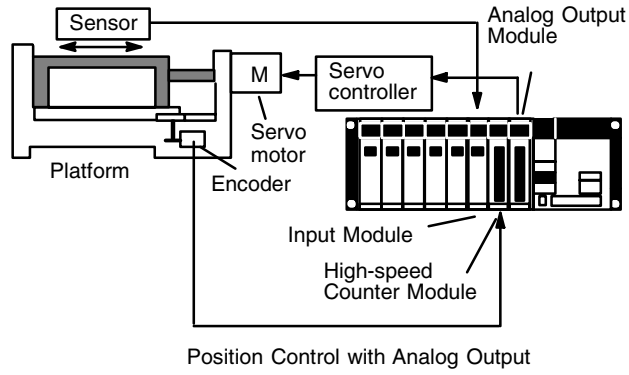 Sensor
Analog Output
Module
M
Servo
controller
Servo
motor
Platform
Encoder
Input Module
High-speed
Counter Module
Position Control with Analog Output